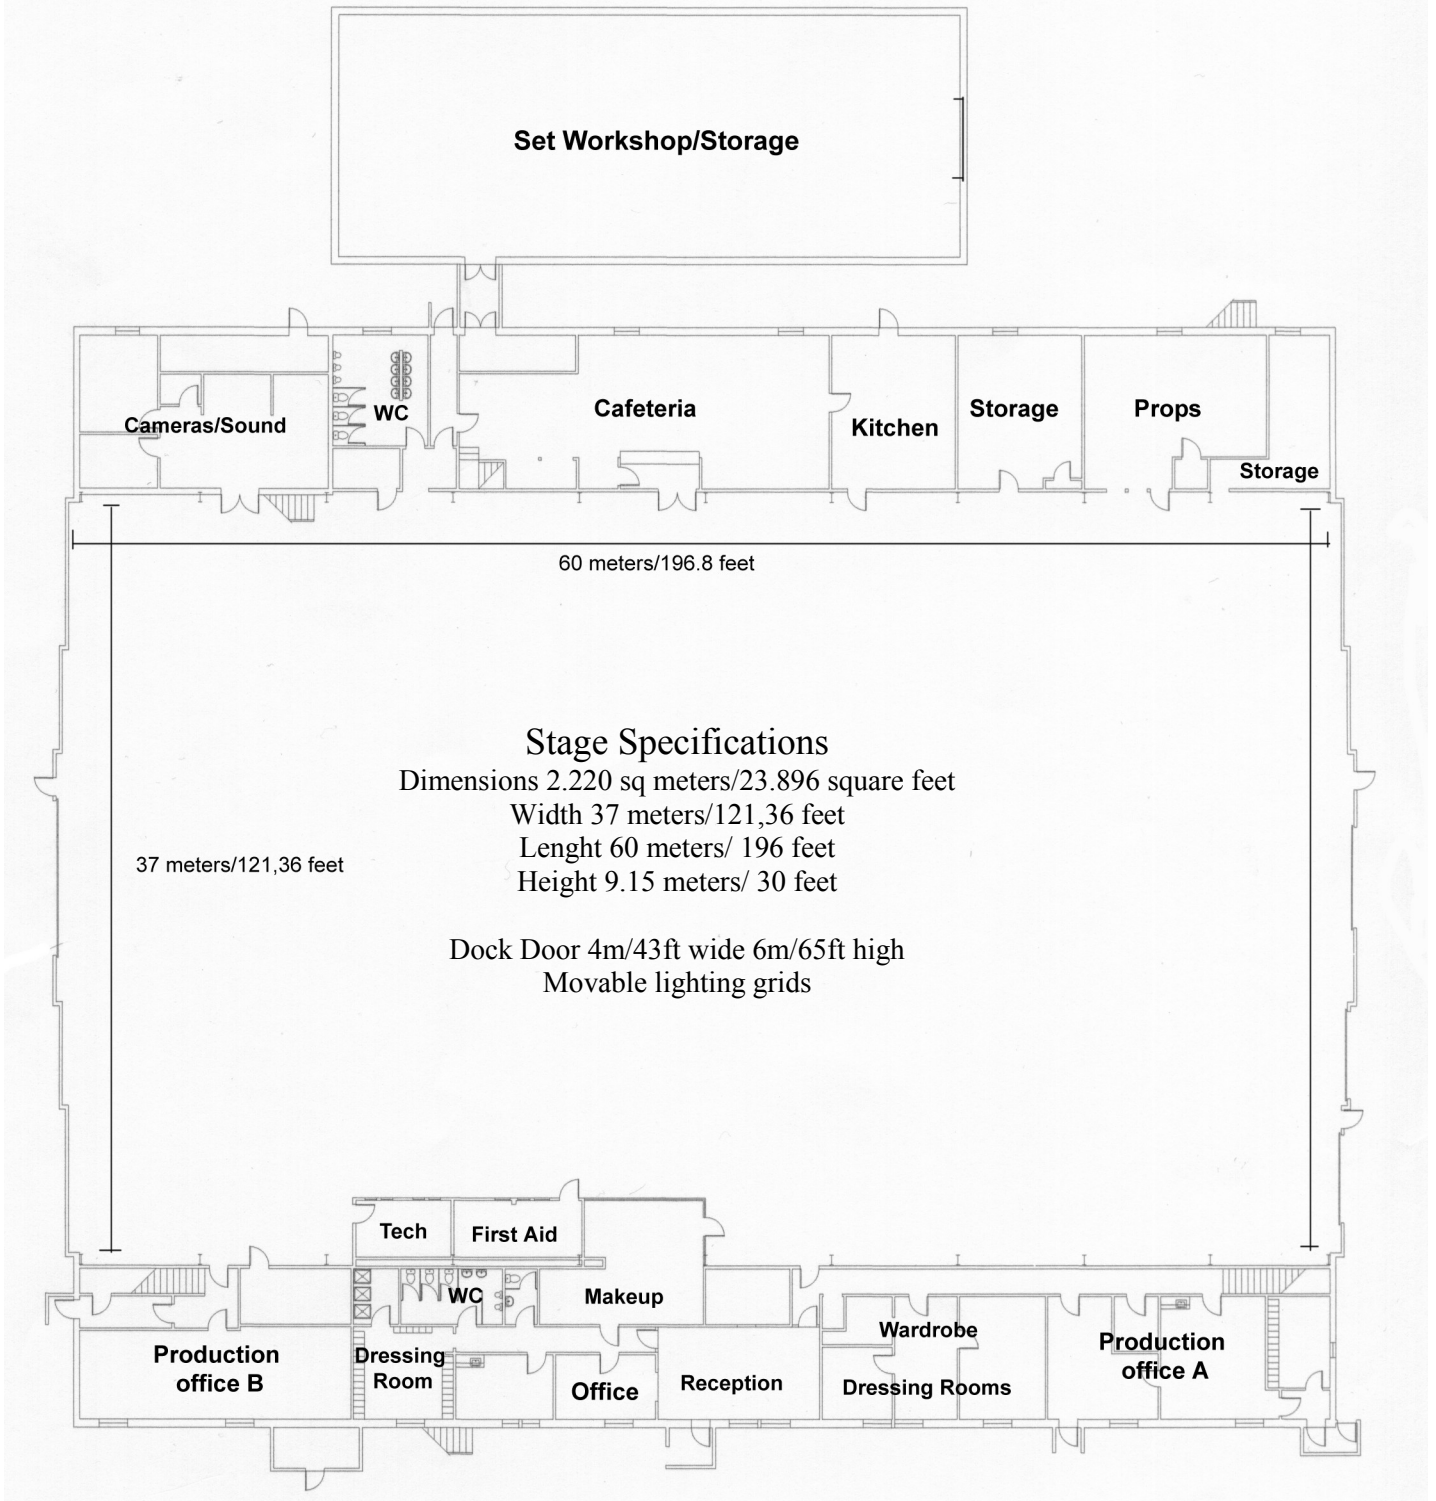 Set Workshop/Storage
Cameras/Sound
WC
Cafeteria
Kitchen
Storage
Props
Storage
60 meters/196.8 feet
Stage Specifications
Dimensions 2.220 sq meters/23.896 square feet
Width 37 meters/121,36 feet
Lenght 60 meters/ 196 feet
Height 9.15 meters/ 30 feet
37 meters/121,36 feet
Dock Door 4m/43ft wide 6m/65ft high
Movable lighting grids
Tech
First Aid
WC
Makeup
Production
office B
Dressing
Room
Office
Reception
Wardrobe
Dressing Rooms
Production
office A